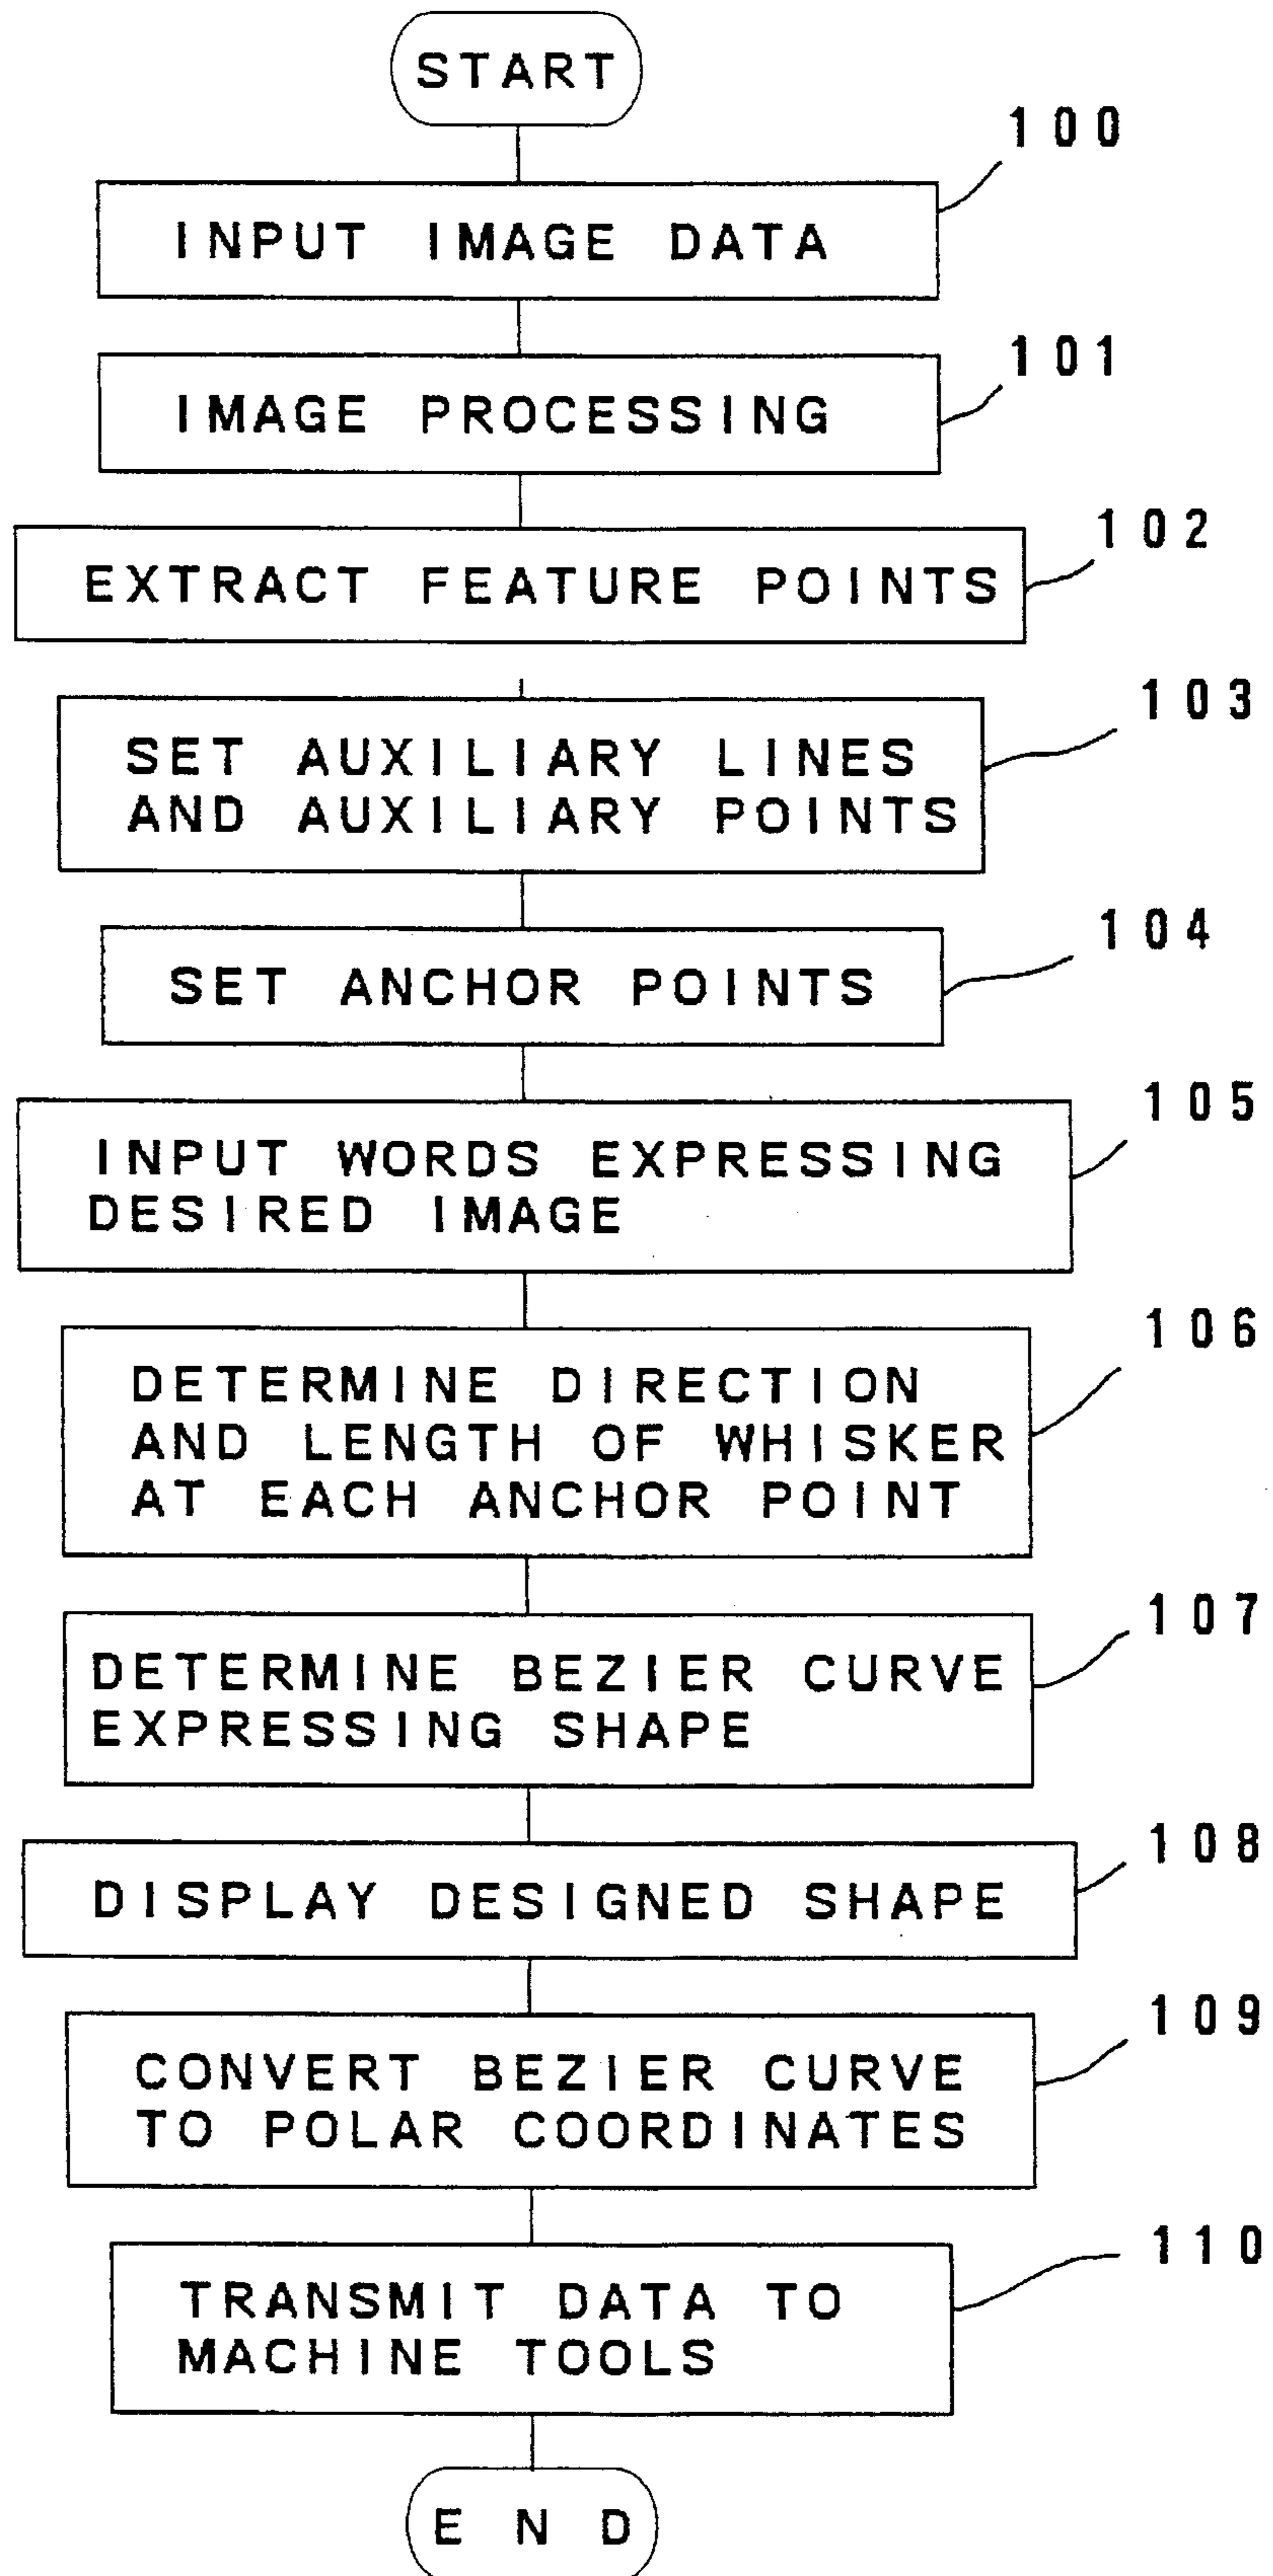 START
100
INPUT IMAGE DATA
101
IMAGE PROCESSING
102
EXTRACT FEATURE POINTS
103
SET AUXILIARY LINES
AND AUXILIARY POINTS
104
SET ANCHOR POINTS
105
INPUT WORDS EXPRESSING
DESIRED IMAGE
106
DETERMINE DIRECTION
AND LENGTH OF WHISKER
AT EACH ANCHOR POINT
107
DETERMINE BEZIER CURVE
EXPRESSING SHAPE
108
DISPLAY DESIGNED SHAPE
109
CONVERT BEZIER CURVE
TO POLAR COORDINATES
110
TRANSMIT DATA TO
MACHINE TOOLS
END